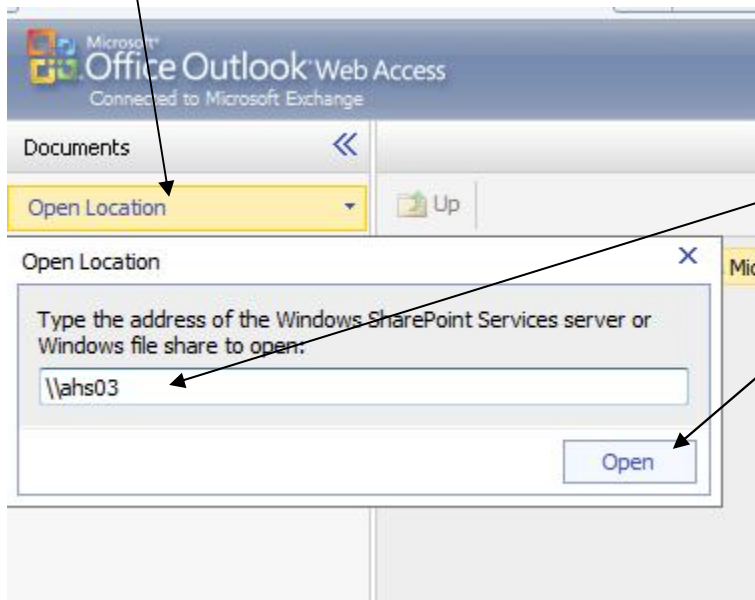 Microsoft
Office Outlook Web Access
Connected to Microsoft Exchange
Documents
Open Location
Up
Open Location
Type the address of the Windows SharePoint Services server or
Windows file share to open:
\\ahs03
Open